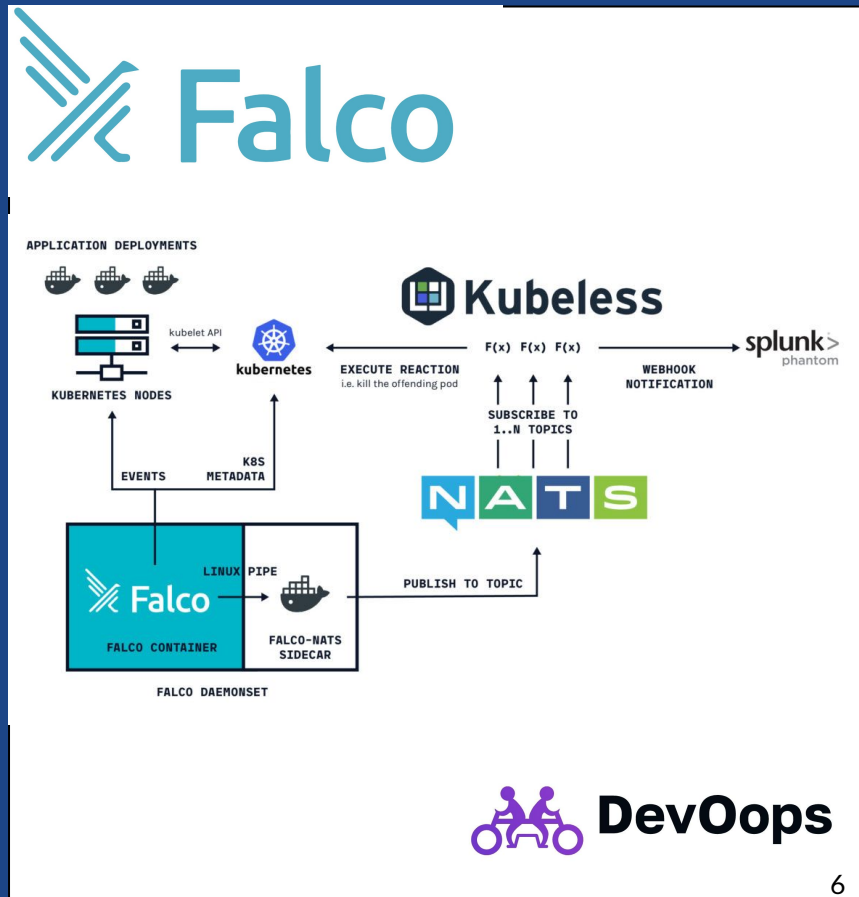 Falco
APPLICATION DEPLOYMENTS
kubelet API
kubernetes
KUBERNETES NODES
Kubeless
F(x) F(x) F(x)
EXECUTE REACTION
i.e. kill the offending pod
WEBHOOK
NOTIFICATION
splunk>
phantom
SUBSCRIBE TO
1..N TOPICS
EVENTS
K8S
METADATA
NATS
LINUX PIPE
Falco
FALCO CONTAINER
FALCO-NATS
SIDECAR
PUBLISH TO TOPIC
FALCO DAEMONSET
DevOops
6